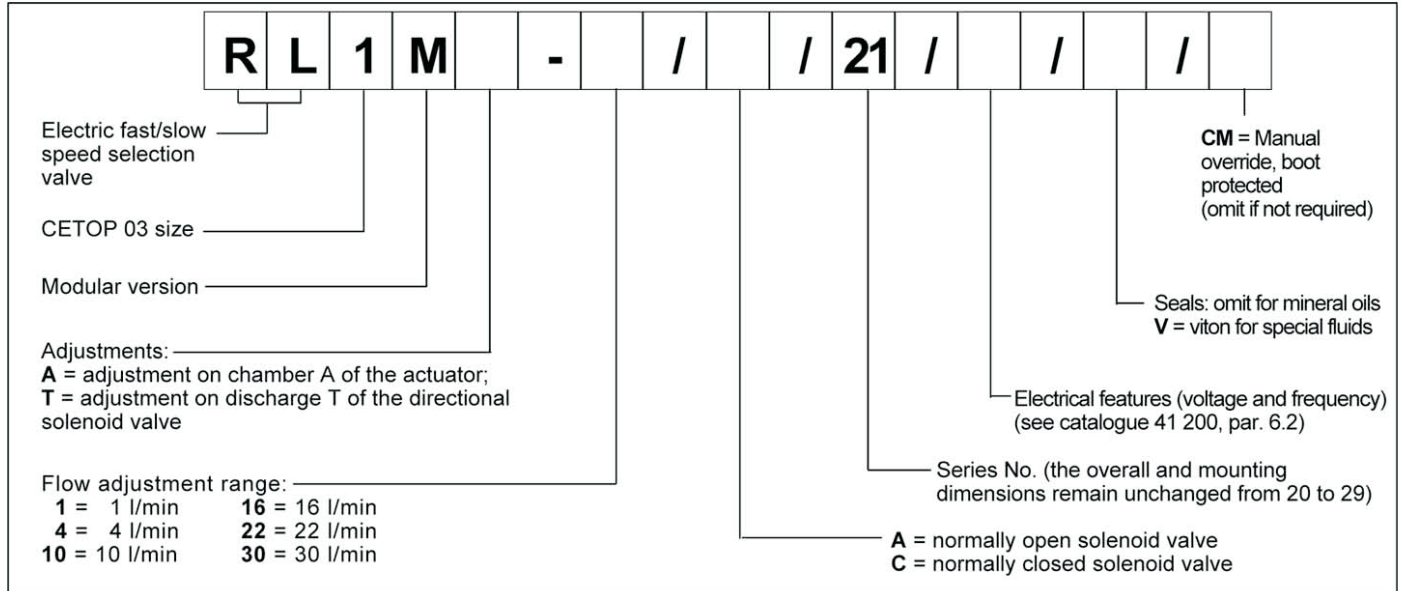 R L 1 M - / / 21 / / /
Electric fast/slow
speed selection
valve
CETOP 03 size
Modular version
Adjustments:
A = adjustment on chamber A of the actuator;
T = adjustment on discharge T of the directional
solenoid valve
Flow adjustment range:
1 = 1 l/min 16 = 16 l/min
4 = 4 l/min 22 = 22 l/min
10 = 10 l/min 30 = 30 l/min
CM = Manual
override, boot
protected
(omit if not required)
Seals: omit for mineral oils
V = viton for special fluids
Electrical features (voltage and frequency)
(see catalogue 41 200, par. 6.2)
Series No. (the overall and mounting
dimensions remain unchanged from 20 to 29)
A = normally open solenoid valve
C = normally closed solenoid valve